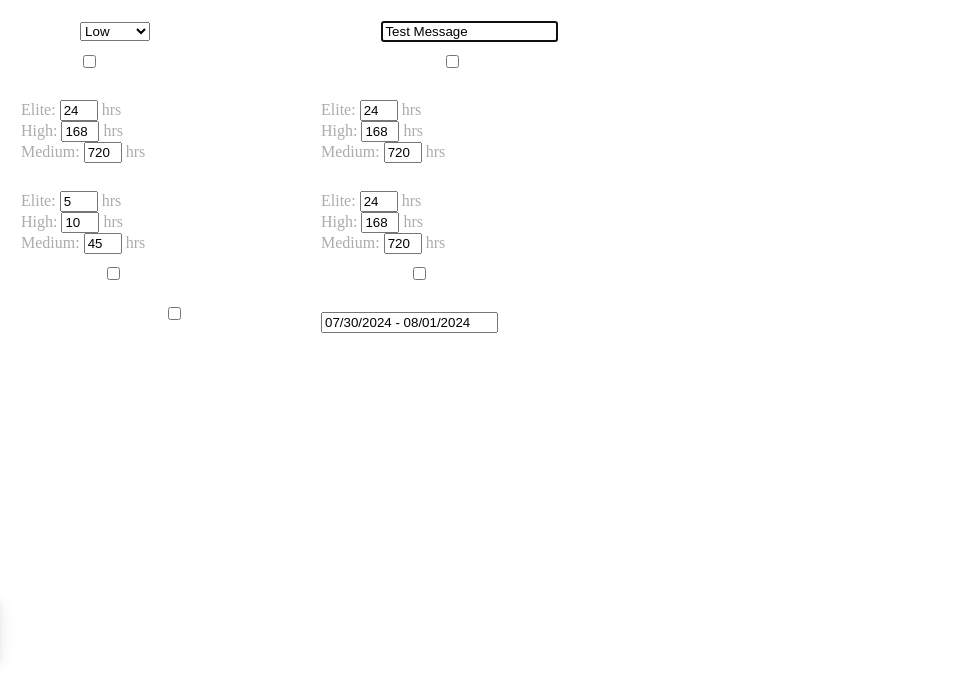 Low Test Message
Elite: 24 hrs Elite: 24 hrs
High: 168 hrs High: 168 hrs
Medium: 720 hrs Medium: 720 hrs
Elite: 5 hrs Elite: 24 hrs
High: 10 hrs High: 168 hrs
Medium: 45 hrs Medium: 720 hrs
07/30/2024 - 08/01/2024